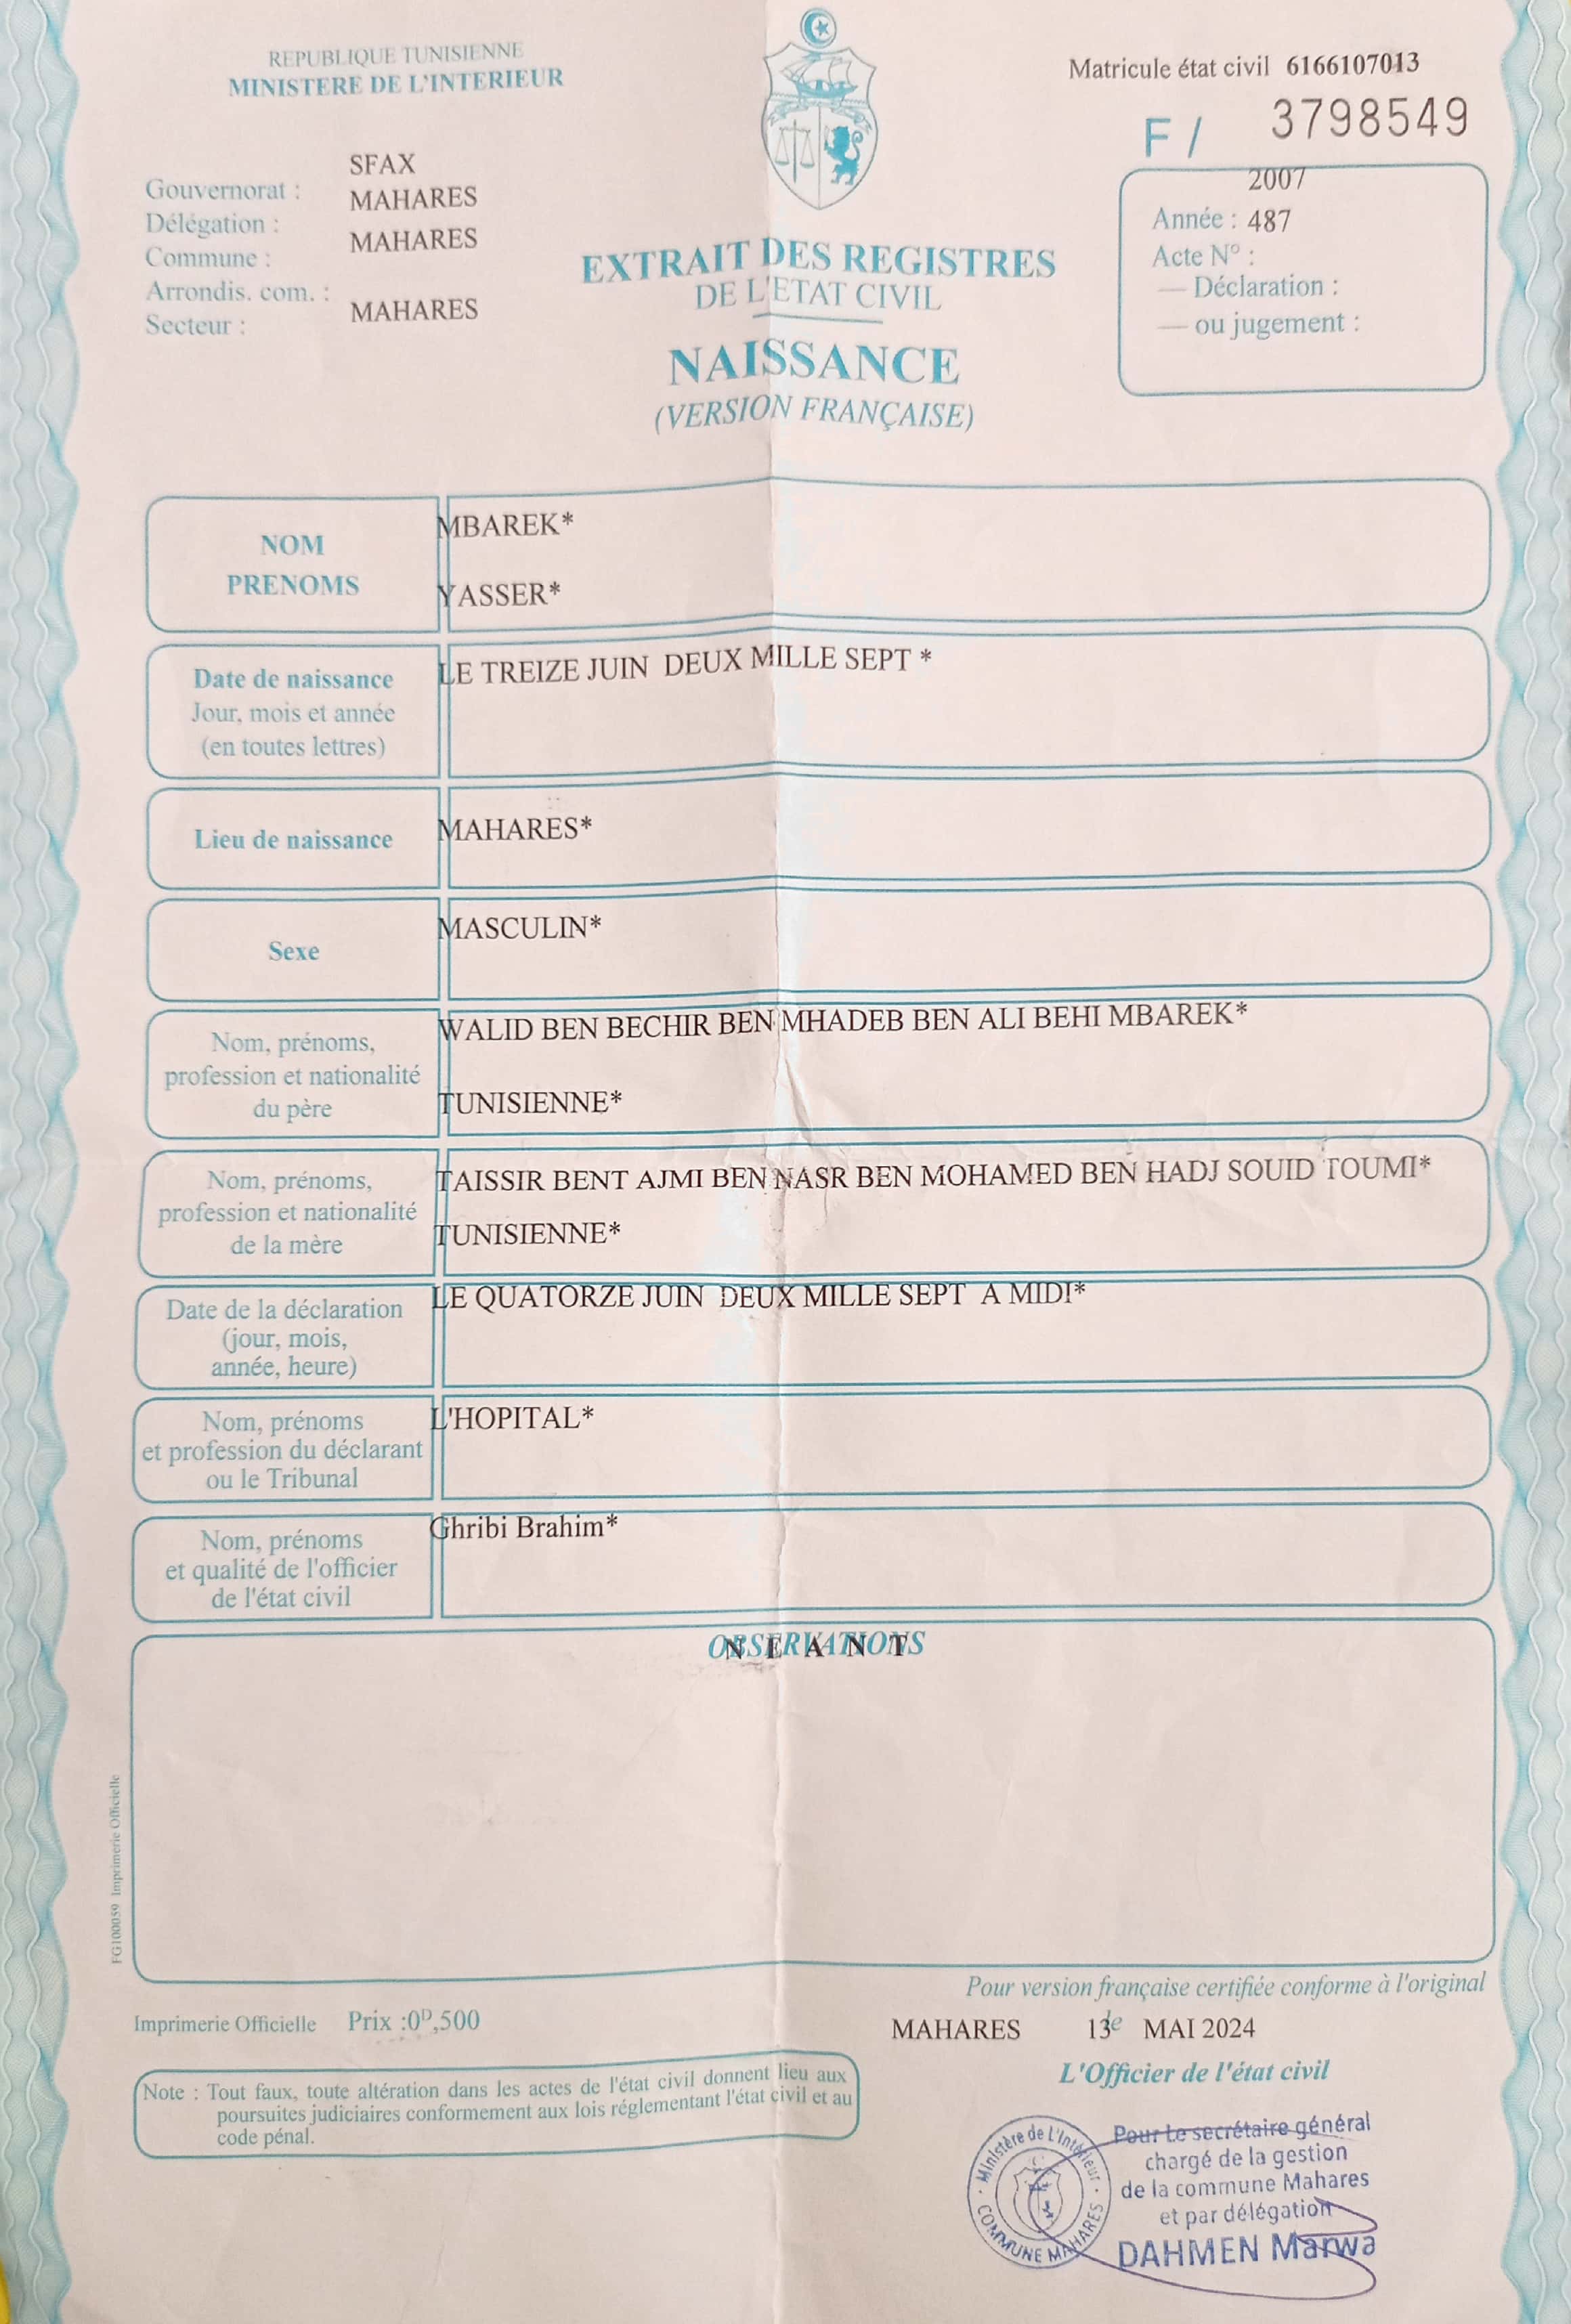 REPUBLIQUE TUNISIENNE
MINISTERE DE L'INTERIEUR
Matricule état civil 6166107013
F / 3798549
SFAX
Gouvernorat : MAHARES
Délégation :
Commune : MAHARES
Arrondis. com. :
Secteur : MAHARES
2007
Année : 487
Acte N° :
— Déclaration :
— ou jugement :
EXTRAIT DES REGISTRES
DE L'ETAT CIVIL
NAISSANCE
(VERSION FRANÇAISE)
NOM
PRENOMS
MBAREK*
YASSER*
Date de naissance
Jour, mois et année
(en toutes lettres)
LE TREIZE JUIN DEUX MILLE SEPT *
Lieu de naissance
MAHARES*
Sexe
MASCULIN*
Nom, prénoms,
profession et nationalité
du père
WALID BEN BECHIR BEN MHADEB BEN ALI BEHI MBAREK*
TUNISIENNE*
Nom, prénoms,
profession et nationalité
de la mère
TAISSIR BENT AJMI BEN NASR BEN MOHAMED BEN HADJ SOUID TOUMI*
TUNISIENNE*
Date de la déclaration
(jour, mois,
année, heure)
LE QUATORZE JUIN DEUX MILLE SEPT A MIDI*
Nom, prénoms
et profession du déclarant
ou le Tribunal
L'HOPITAL*
Nom, prénoms
et qualité de l'officier
de l'état civil
Ghribi Brahim*
OBSERVATIONS
N E A N T
FG100059 Imprimerie Officielle
Pour version française certifiée conforme à l'original
Imprimerie Officielle Prix :0D,500
MAHARES 13 le MAI 2024
L'Officier de l'état civil
Note : Tout faux, toute altération dans les actes de l'état civil donnent lieu aux
poursuites judiciaires conformement aux lois réglementant l'état civil et au
code pénal.
Ministère de L'Intérieur
COMMUNE MAHARES
Pour Le secrétaire général
chargé de la gestion
de la commune Mahares
et par délégation
DAHMEN Marwa